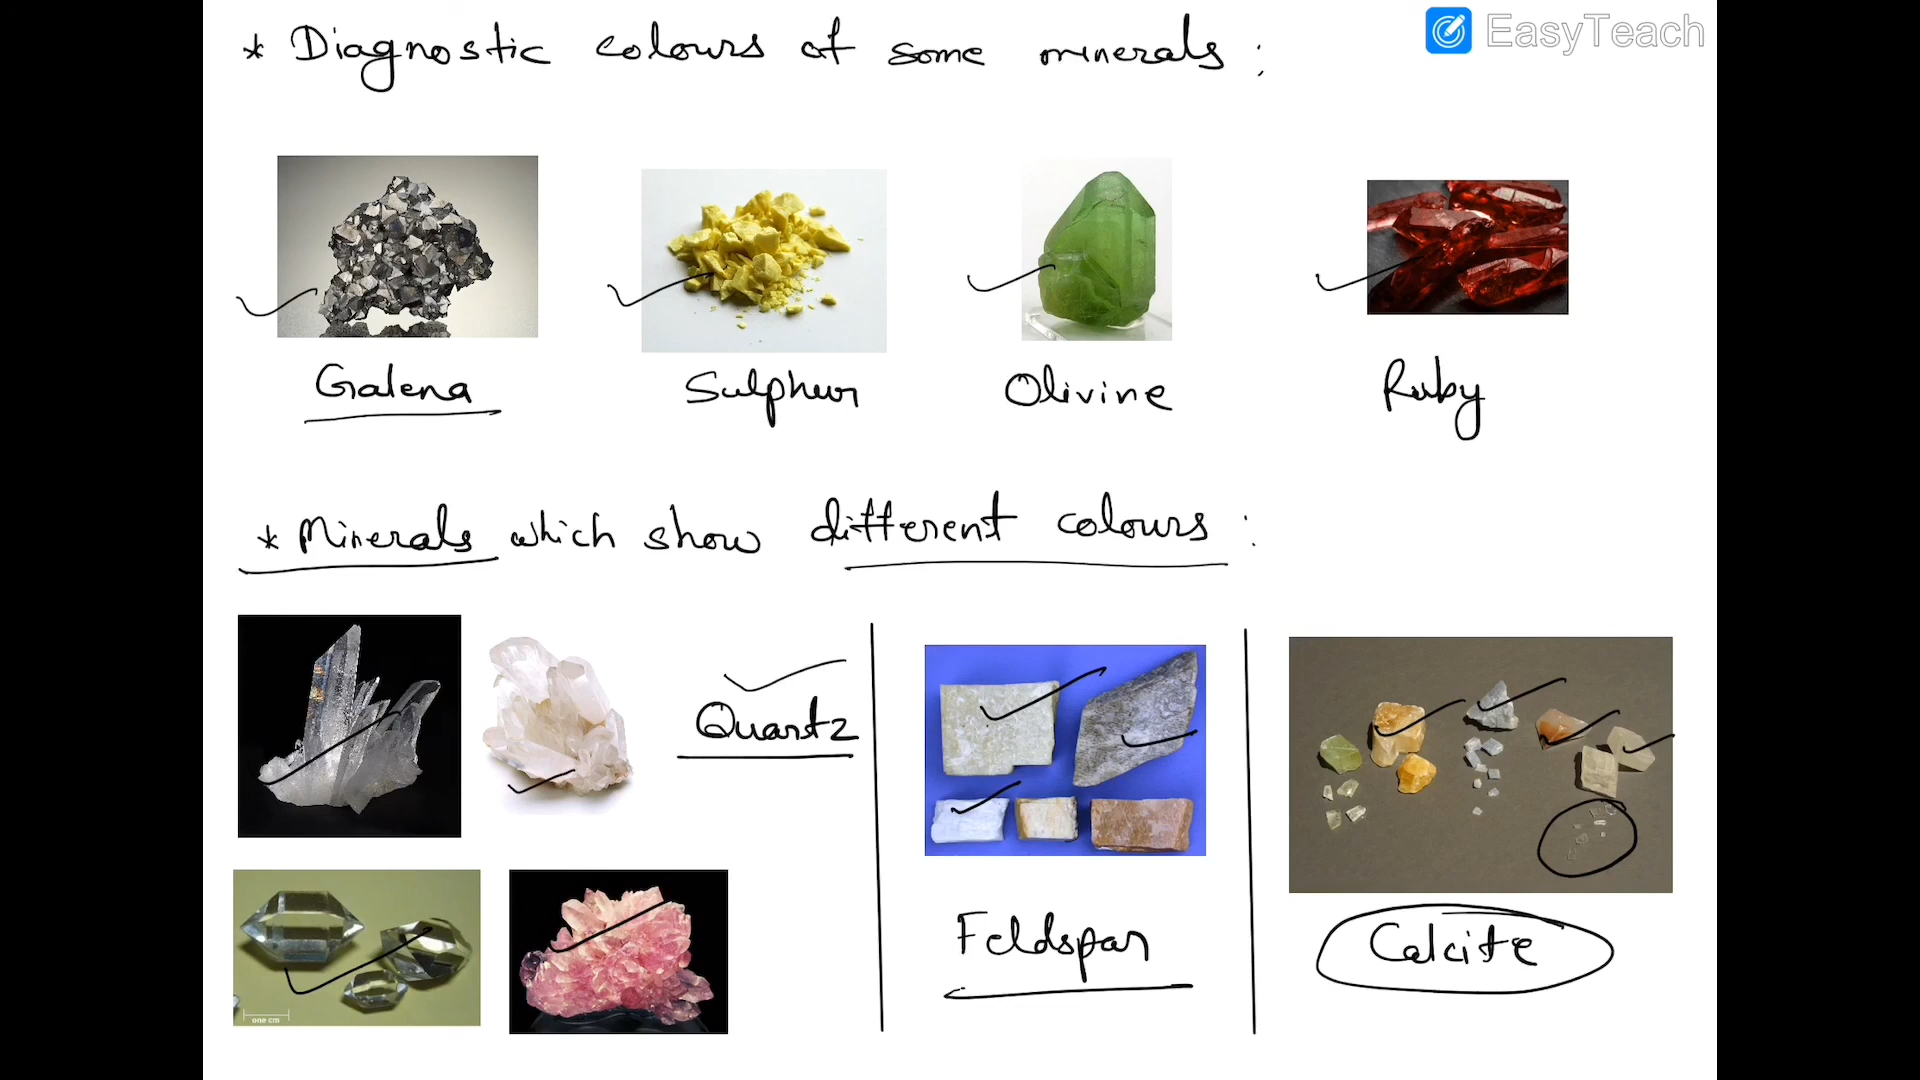 EasyTeach
* Diagnostic colours of some minerals :
Galena
Sulphur
Olivine
Ruby
* Minerals which show different colours :
Quartz
one cm
Feldspar
Calcite